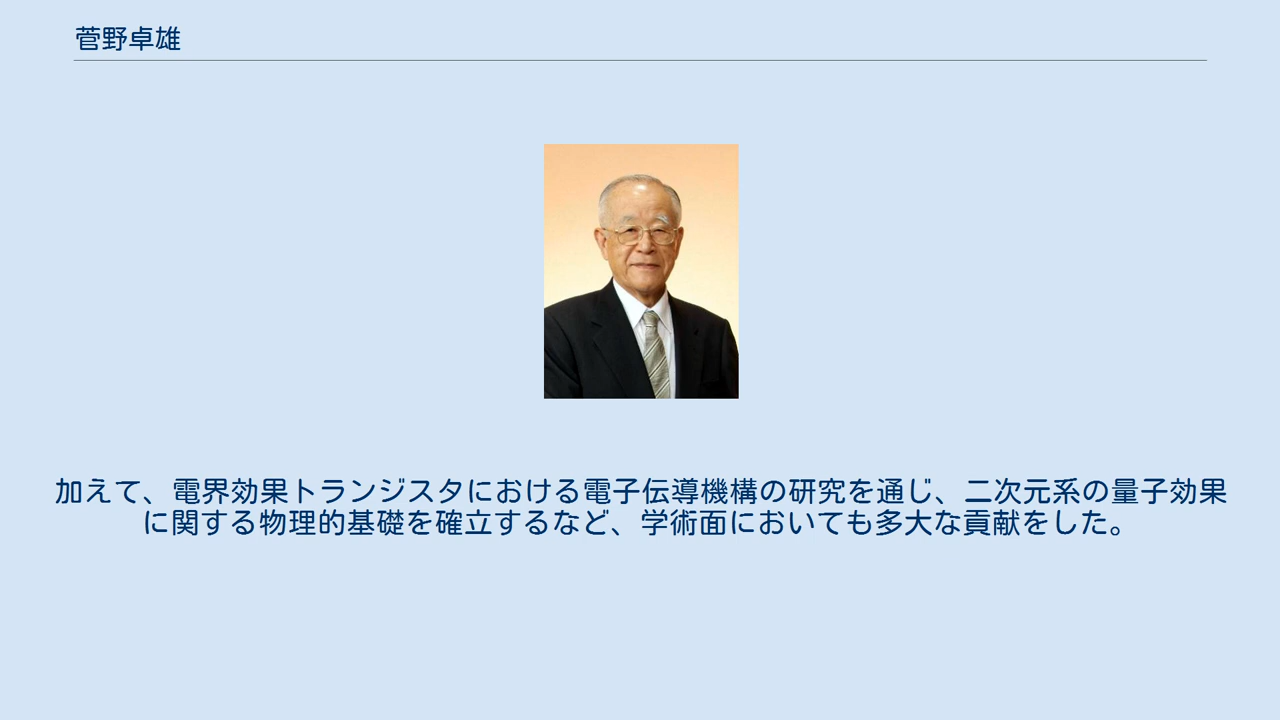 菅野卓雄
加えて、電界効果トランジスタにおける電子伝導機構の研究を通じ、二次元系の量子効果
に関する物理的基礎を確立するなど、学術面においても多大な貢献をした。